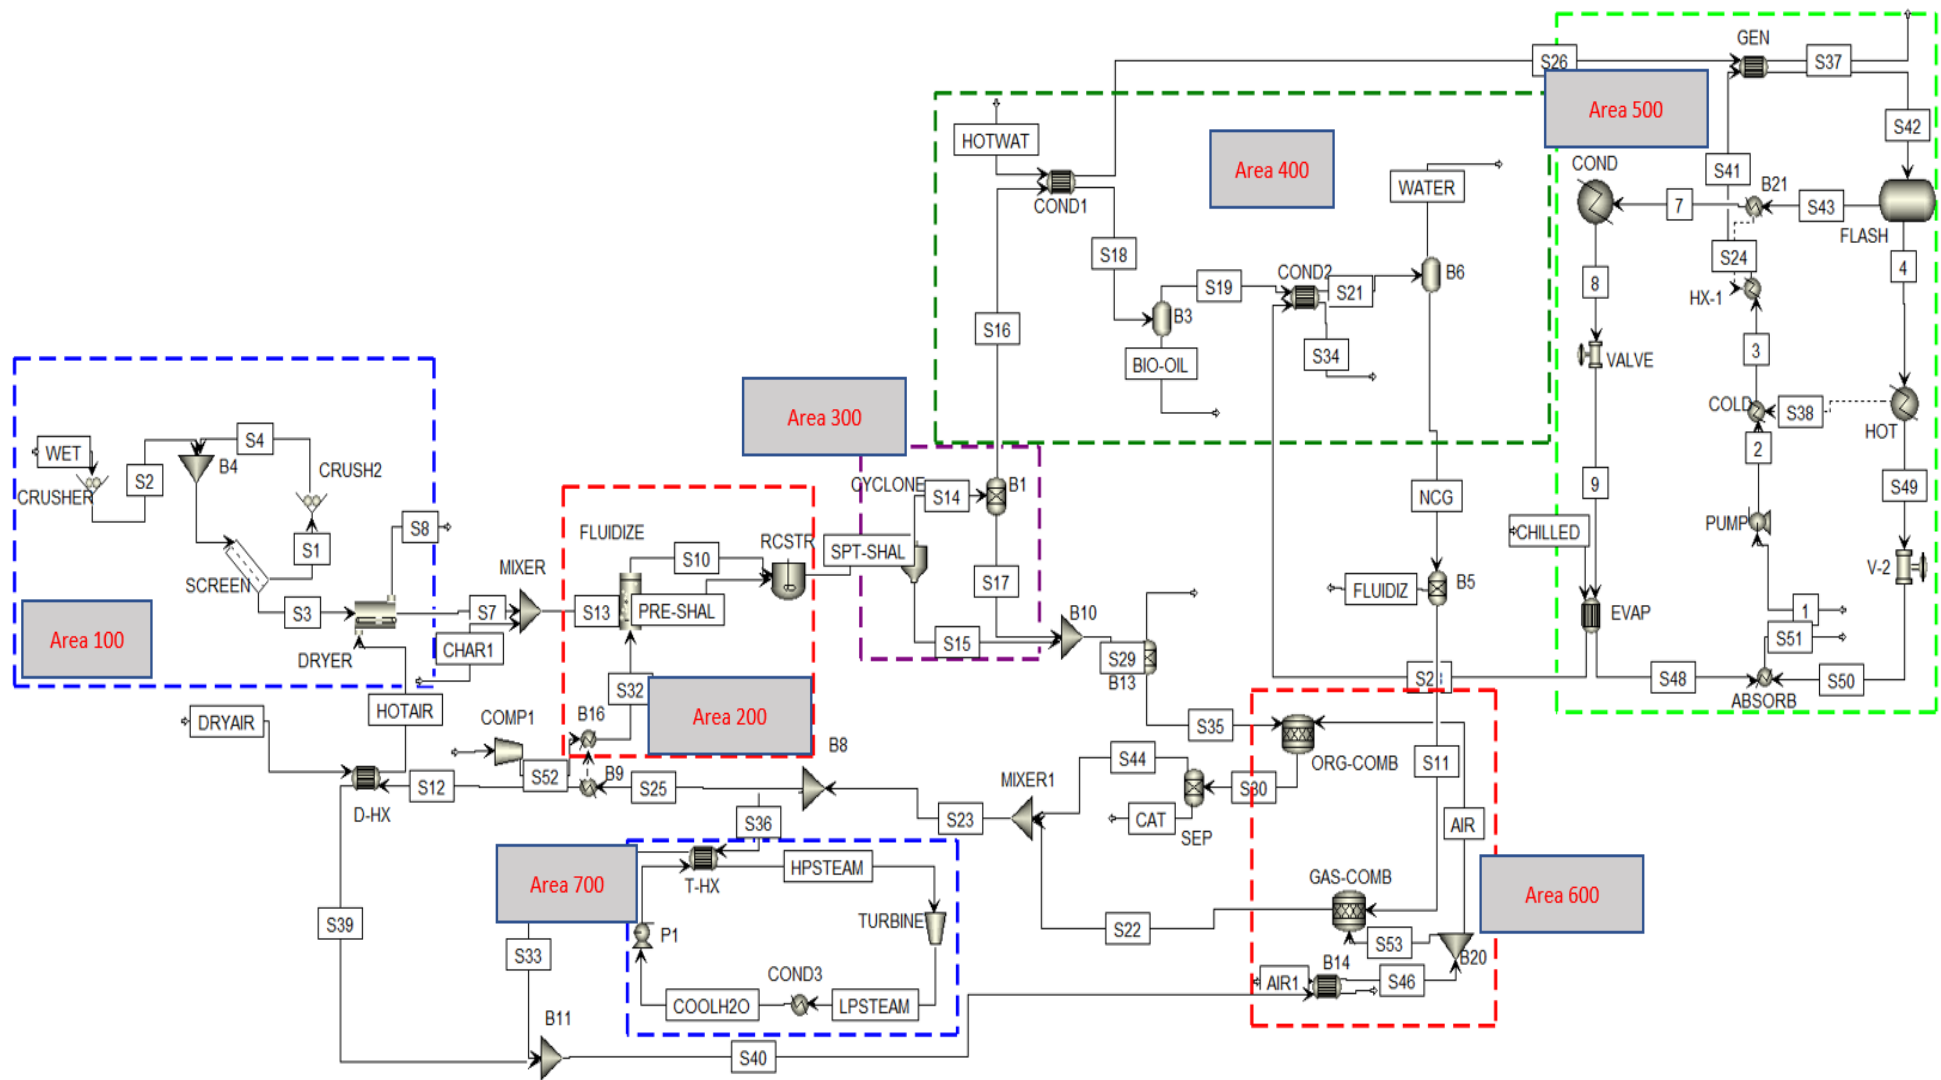 GEN
S26
S37
Area 500
HOTWAT
Area 400
S42
COND
S41
WATER
B21
COND1
7
S43
FLASH
S18
S24
4
COND2
B6
S19
S21
8
HX-1
S16
B3
S34
3
VALVE
BIO-OIL
COLD
S38
HOT
Area 300
S4
WET
B4
CRUSH2
2
S2
CRUSHER
CYCLONE
S14
B1
9
S49
NCG
S8
PUMP
CHILLED
FLUIDIZE
S1
S10
RCSTR
SPT-SHAL
V-2
MIXER
SCREEN
S17
FLUIDIZ
B5
S3
S7
S13
PRE-SHAL
EVAP
1
B10
Area 100
CHAR1
S15
S51
DRYER
S29
B13
S2
S48
S50
S32
ABSORB
HOTAIR
Area 200
DRYAIR
COMP1
B16
S35
B8
S44
ORG-COMB
S11
S52
B9
MIXER1
S12
S25
S30
D-HX
S36
S23
CAT
SEP
AIR
Area 700
T-HX
HPSTEAM
GAS-COMB
Area 600
S39
TURBINE
P1
S22
S33
S53
B20
COND3
B14
AIR1
S46
COOLH2O
LPSTEAM
B11
S40